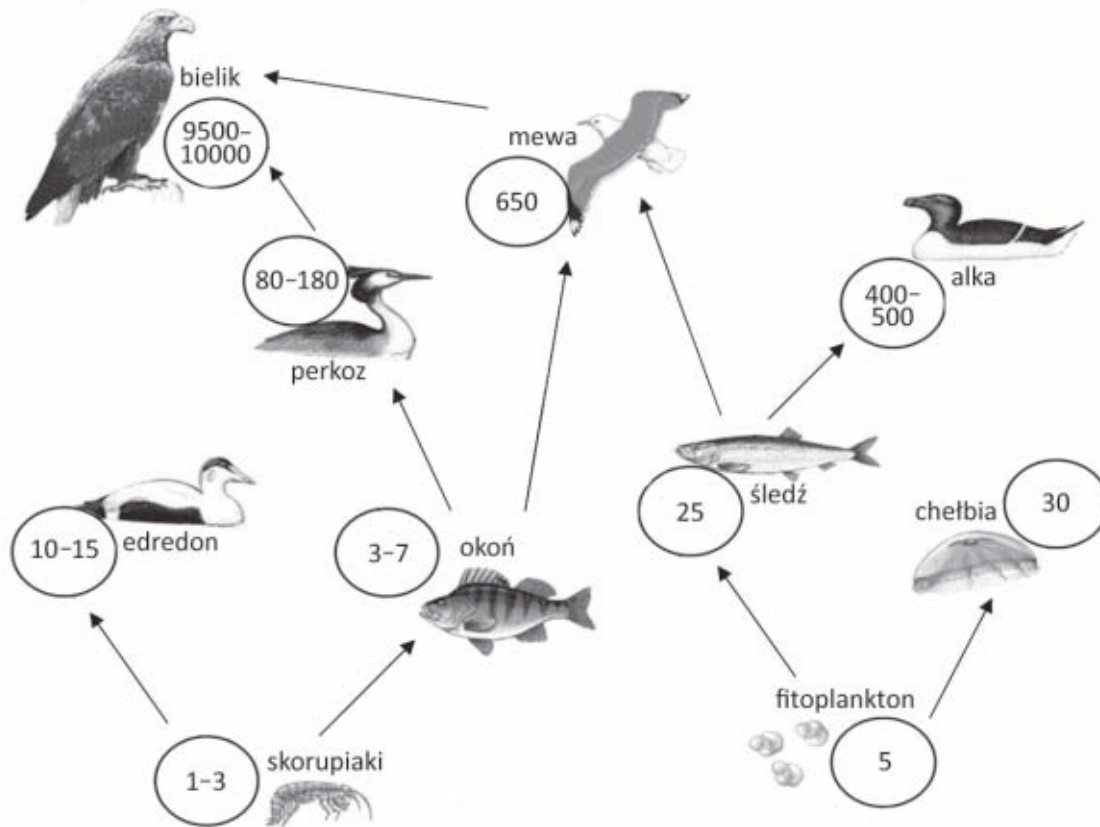 bielik
9500–
10000
mewa
650
80–180
perkoz
alka
400–
500
10–15
edredon
3–7
okoń
25
śledź
chełbia
30
1–3
skorupiaki
fitoplankton
5